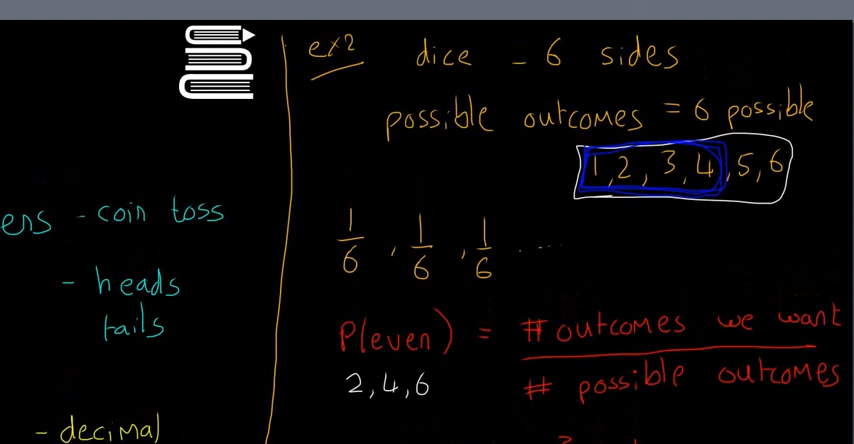 ex2
dice - 6 sides
possible outcomes = 6 possible
1, 2, 3, 4, 5, 6
- coin toss
1/6, 1/6, 1/6 ....
- heads
tails
P(even) = # outcomes we want / # possible outcomes
2, 4, 6
- decimal